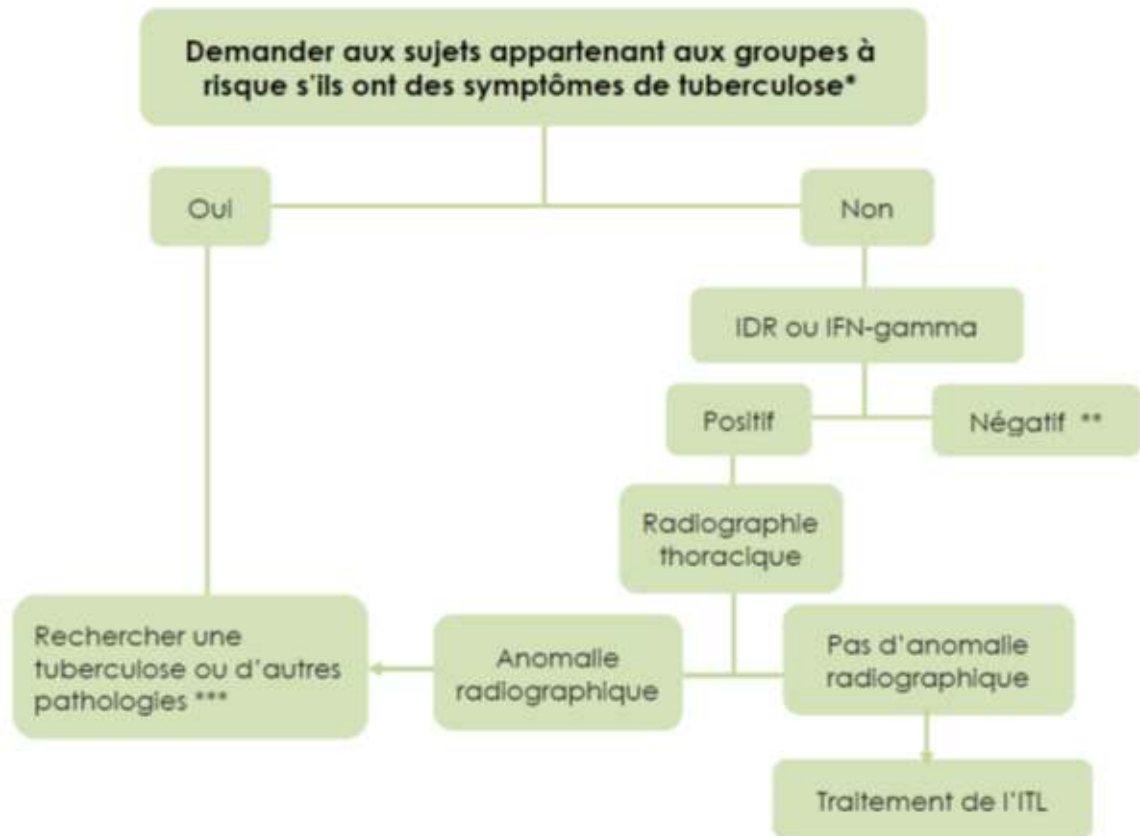 Demander aux sujets appartenant aux groupes à
risque s'ils ont des symptômes de tuberculose*
Oui
Non
IDR ou IFN-gamma
Positif
Négatif **
Radiographie
thoracique
Rechercher une
tuberculose ou d'autres
pathologies ***
Anomalie
radiographique
Pas d'anomalie
radiographique
Traitement de l'ITL